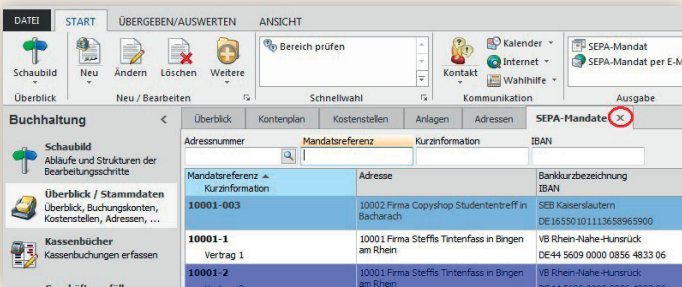 DATEI START ÜBERGEBEN/AUSWERTEN ANSICHT
Schaubild
Neu Ändern Löschen Weitere
Bereich prüfen
Kontakt
Kalender
Internet
Wahlhilfe
SEPA-Mandat
SEPA-Mandat per E-M
Überblick Neu / Bearbeiten Schnellwahl Kommunikation Ausgabe
Buchhaltung <
Schaubild
Abläufe und Strukturen der
Bearbeitungsschritte
Überblick / Stammdaten
Überblick, Buchungskonten,
Kostenstellen, Adressen, ...
Kassenbücher
Kassenbuchungen erfassen
Überblick Kontenplan Kostenstellen Anlagen Adressen SEPA-Mandate X
Adressnummer Mandatsreferenz Kurzinformation IBAN
Mandatsreferenz Adresse Bankkurzbezeichnung
Kurzinformation IBAN
10001-003 10002 Firma Copyshop Studententreff in SEB Kaiserslautern
Bacharach DE16550101113658965900
10001-1 10001 Firma Steffis Tintenfass in Bingen VB Rhein-Nahe-Hunsrück
Vertrag 1 am Rhein DE44 5609 0000 0856 4833 06
10001-2 10001 Firma Steffis Tintenfass in Bingen VB Rhein-Nahe-Hunsrück
am Rhein